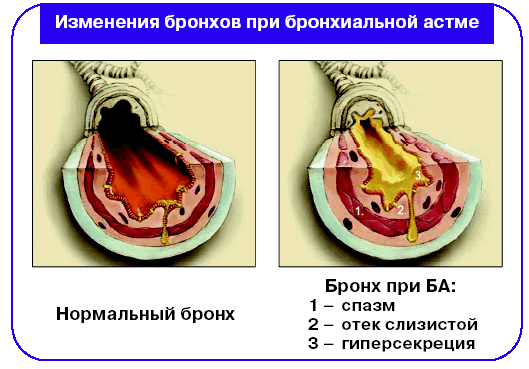 Изменения бронхов при бронхиальной астме
1.
2.
3.
Нормальный бронх
Бронх при БА:
1 – спазм
2 – отек слизистой
3 – гиперсекреция